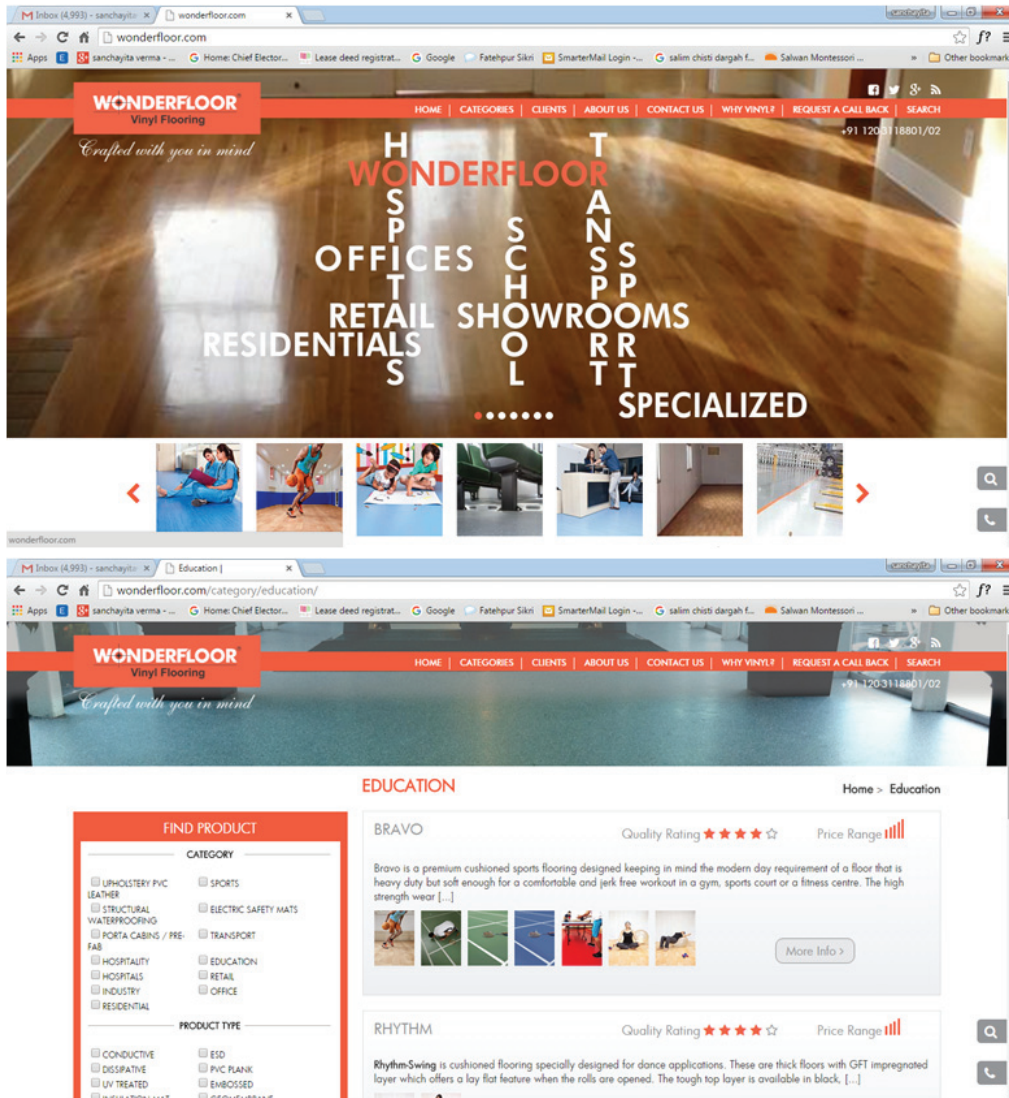 Inbox (4,993) - sanchayita
wonderfloor.com
sanchayita
wonderfloor.com
Apps
sanchayita verma - ...
Home: Chief Elector...
Lease deed registrat...
Google
Fatehpur Sikri
SmarterMail Login -...
salim chisti dargah f...
Salwan Montessori ...
»
Other bookmark
WONDERFLOOR
Vinyl Flooring
Crafted with you in mind
HOME | CATEGORIES | CLIENTS | ABOUT US | CONTACT US | WHY VINYL? | REQUEST A CALL BACK | SEARCH
+91 120 3118801/02
HOSPITALS
WONDERFLOOR
TRANSPORT
OFFICES
SCHOOL
SPORT
RETAIL SHOWROOMS
RESIDENTIALS
SPECIALIZED
wonderfloor.com
Inbox (4,993) - sanchayita
Education |
sanchayita
wonderfloor.com/category/education/
Apps
sanchayita verma - ...
Home: Chief Elector...
Lease deed registrat...
Google
Fatehpur Sikri
SmarterMail Login -...
salim chisti dargah f...
Salwan Montessori ...
»
Other bookmark
WONDERFLOOR
Vinyl Flooring
Crafted with you in mind
HOME | CATEGORIES | CLIENTS | ABOUT US | CONTACT US | WHY VINYL? | REQUEST A CALL BACK | SEARCH
+91 120 3118801/02
EDUCATION
Home > Education
FIND PRODUCT
CATEGORY
UPHOLSTERY PVC LEATHER
SPORTS
STRUCTURAL WATERPROOFING
ELECTRIC SAFETY MATS
PORTA CABINS / PRE-FAB
TRANSPORT
HOSPITALITY
EDUCATION
HOSPITALS
RETAIL
INDUSTRY
OFFICE
RESIDENTIAL
PRODUCT TYPE
CONDUCTIVE
ESD
DISSIPATIVE
PVC PLANK
UV TREATED
EMBOSSED
INSULATION MAT
GEOMEMBRANE
BRAVO
Quality Rating
Price Range
Bravo is a premium cushioned sports flooring designed keeping in mind the modern day requirement of a floor that is
heavy duty but soft enough for a comfortable and jerk free workout in a gym, sports court or a fitness centre. The high
strength wear [...]
More Info >
RHYTHM
Quality Rating
Price Range
Rhythm-Swing is cushioned flooring specially designed for dance applications. These are thick floors with GFT impregnated
layer which offers a lay flat feature when the rolls are opened. The tough top layer is available in black, [...]